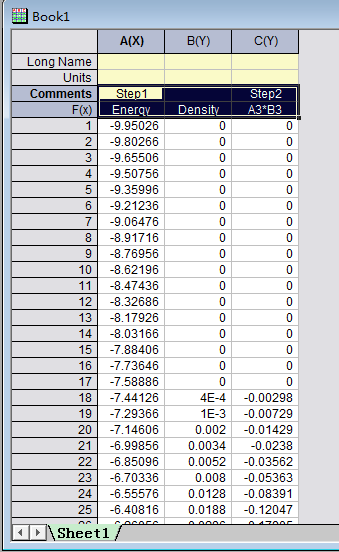 Book1
A(X) B(Y) C(Y)
Long Name
Units
Comments Step1 Step2
F(x) Energy Density A3*B3
1 -9.95026 0 0
2 -9.80266 0 0
3 -9.65506 0 0
4 -9.50756 0 0
5 -9.35996 0 0
6 -9.21236 0 0
7 -9.06476 0 0
8 -8.91716 0 0
9 -8.76956 0 0
10 -8.62196 0 0
11 -8.47436 0 0
12 -8.32686 0 0
13 -8.17926 0 0
14 -8.03166 0 0
15 -7.88406 0 0
16 -7.73646 0 0
17 -7.58886 0 0
18 -7.44126 4E-4 -0.00298
19 -7.29366 1E-3 -0.00729
20 -7.14606 0.002 -0.01429
21 -6.99856 0.0034 -0.0238
22 -6.85096 0.0052 -0.03562
23 -6.70336 0.008 -0.05363
24 -6.55576 0.0128 -0.08391
25 -6.40816 0.0188 -0.12047
Sheet1